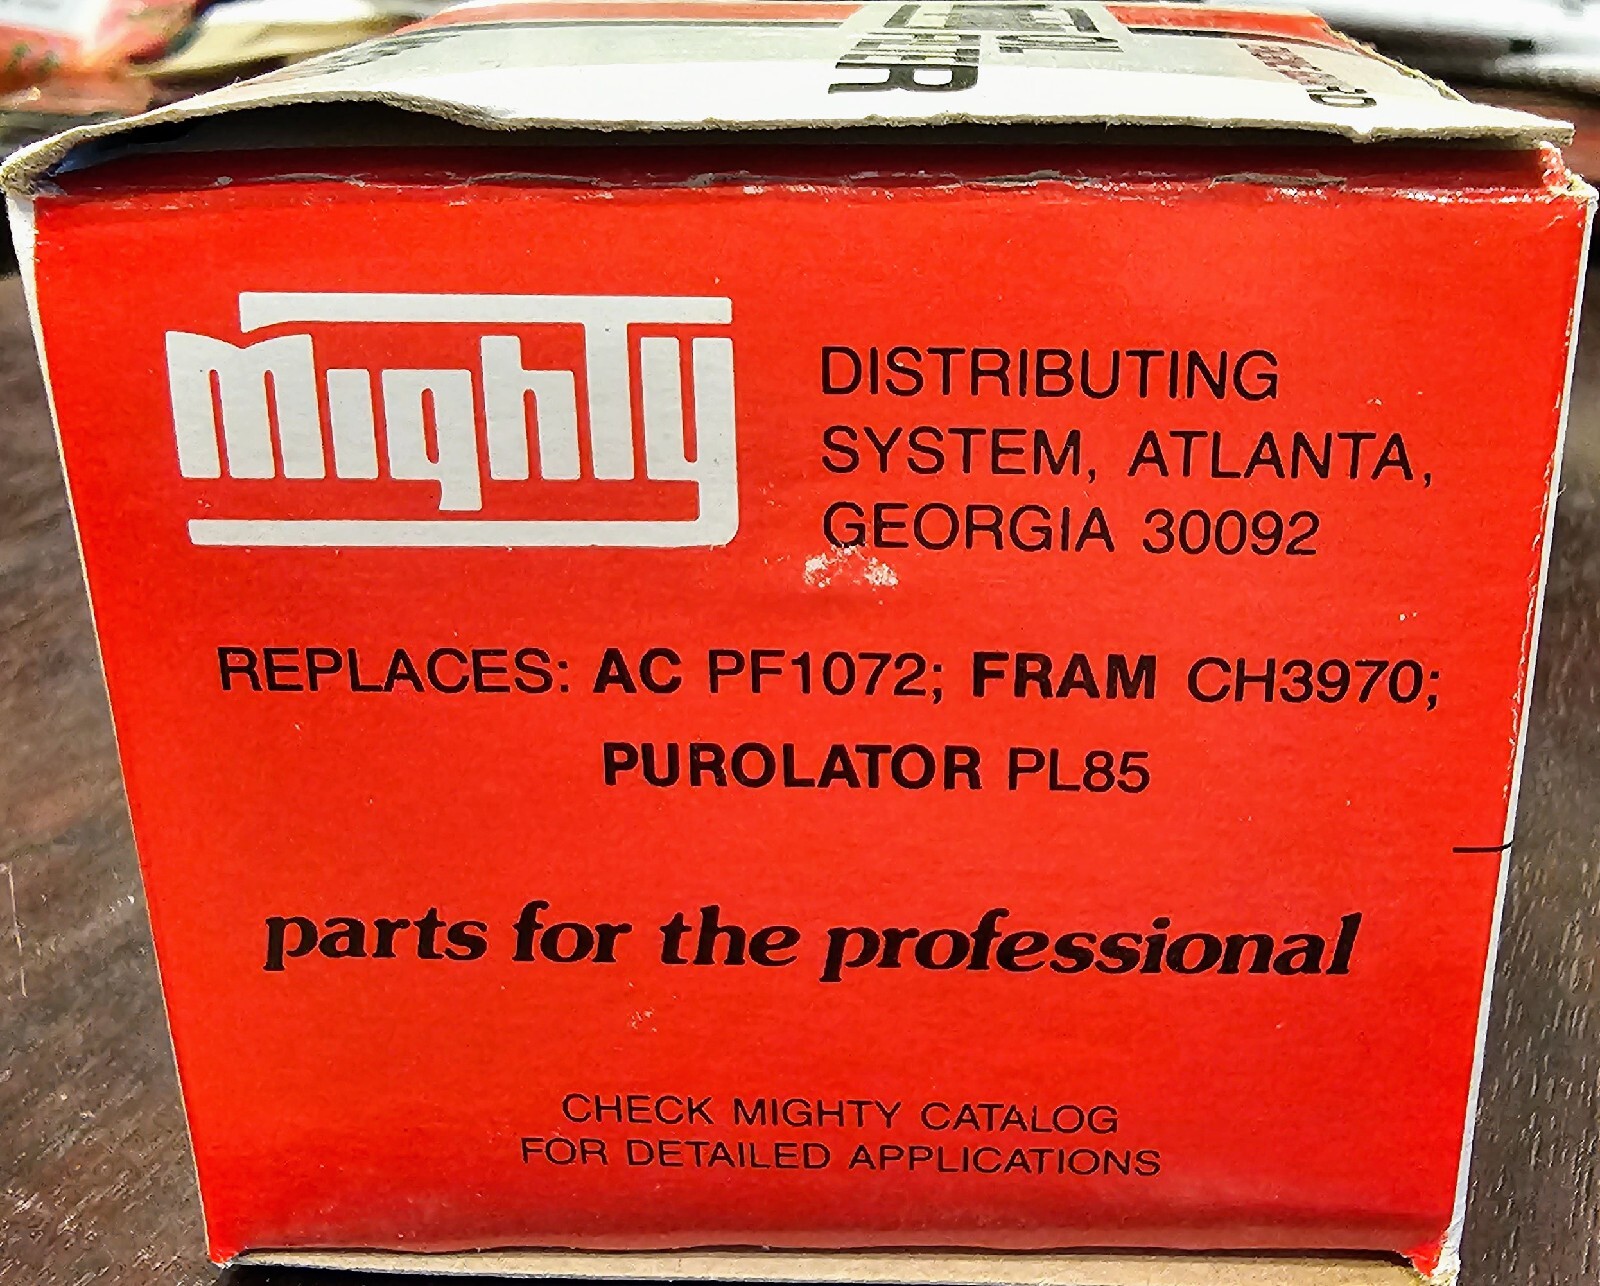 FILTER
Mighty
DISTRIBUTING
SYSTEM, ATLANTA,
GEORGIA 30092
REPLACES: AC PF1072; FRAM CH3970;
PUROLATOR PL85
parts for the professional
CHECK MIGHTY CATALOG
FOR DETAILED APPLICATIONS